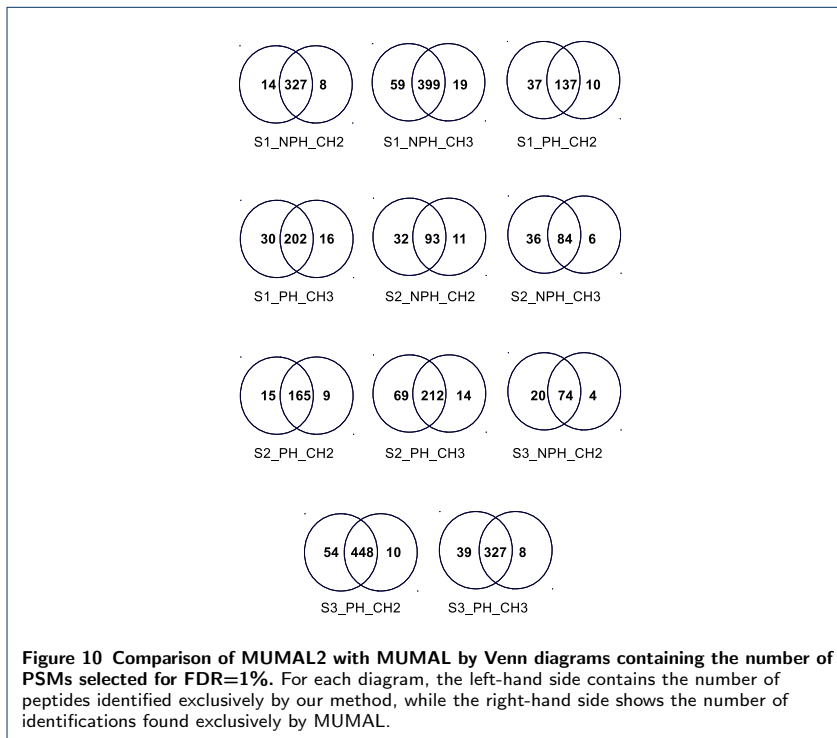 14 327 8 59 399 19 37 137 10
S1_NPH_CH2 S1_NPH_CH3 S1_PH_CH2
30 202 16 32 93 11 36 84 6
S1_PH_CH3 S2_NPH_CH2 S2_NPH_CH3
15 165 9 69 212 14 20 74 4
S2_PH_CH2 S2_PH_CH3 S3_NPH_CH2
54 448 10 39 327 8
S3_PH_CH2 S3_PH_CH3
Figure 10 Comparison of MUMAL2 with MUMAL by Venn diagrams containing the number of
PSMs selected for FDR=1%. For each diagram, the left-hand side contains the number of
peptides identified exclusively by our method, while the right-hand side shows the number of
identifications found exclusively by MUMAL.